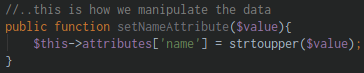 //..this is how we manipulate the data
public function setNameAttribute($value){
    $this->attributes['name'] = strtoupper($value);
}